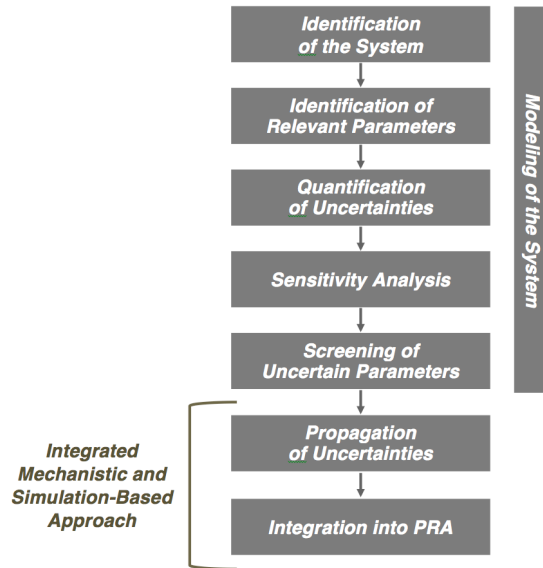 Identification
of the System
Identification of
Relevant Parameters
Quantification
of Uncertainties
Sensitivity Analysis
Screening of
Uncertain Parameters
Modeling of the System
Propagation
of Uncertainties
Integration into PRA
Integrated
Mechanistic and
Simulation-Based
Approach